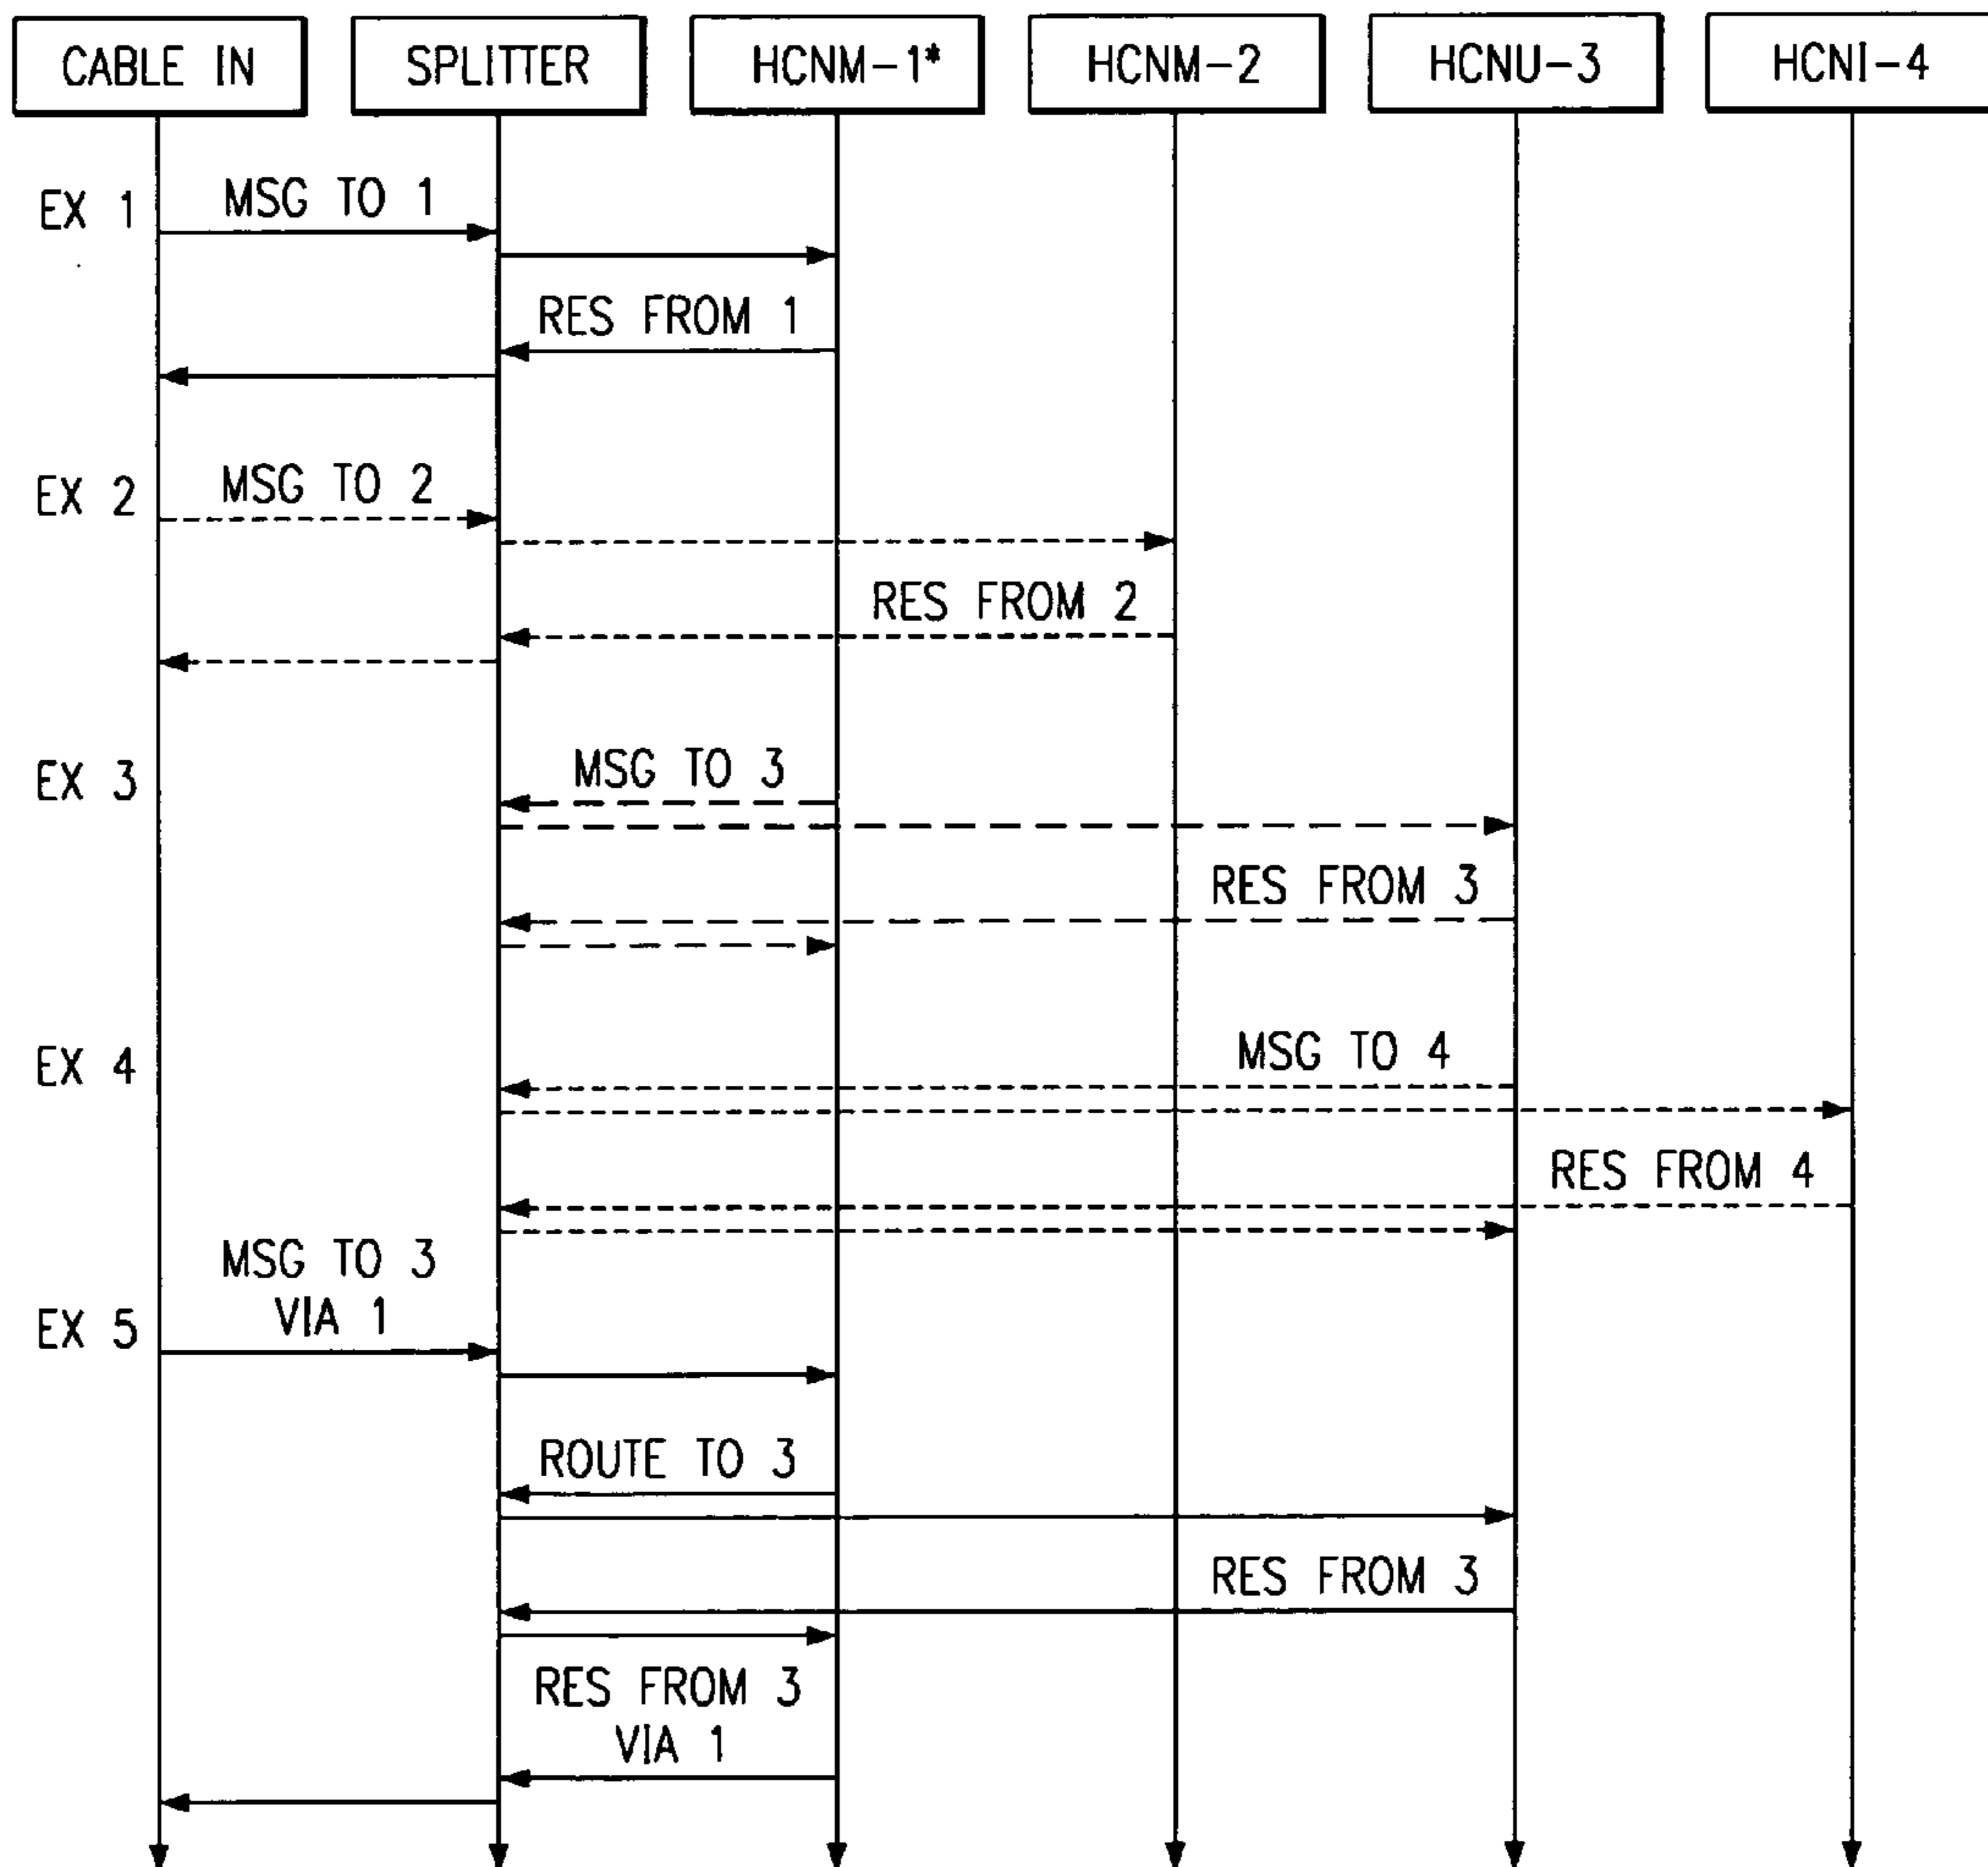 CABLE IN
SPLITTER
HCNM-1*
HCNM-2
HCNU-3
HCNI-4
EX 1
MSG TO 1
RES FROM 1
EX 2
MSG TO 2
RES FROM 2
EX 3
MSG TO 3
RES FROM 3
EX 4
MSG TO 4
RES FROM 4
EX 5
MSG TO 3
VIA 1
ROUTE TO 3
RES FROM 3
RES FROM 3
VIA 1